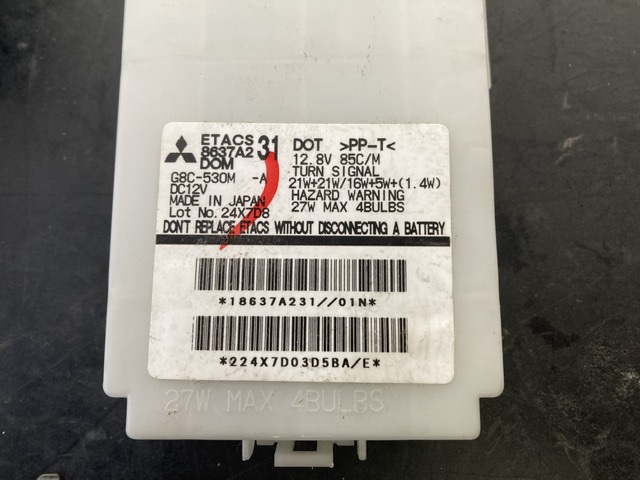 ETACS
8637A2 31
DOM
G8C-530M -A
DC12V
MADE IN JAPAN
Lot No. 24X7D8
DOT >PP-T<
12.8V 85C/M
TURN SIGNAL
21W+21W/16W+5W+(1.4W)
HAZARD WARNING
27W MAX 4BULBS
DON'T REPLACE ETACS WITHOUT DISCONNECTING A BATTERY
*18637A231//01N*
*224X7D03D5BA/E*
27W MAX 4BULBS